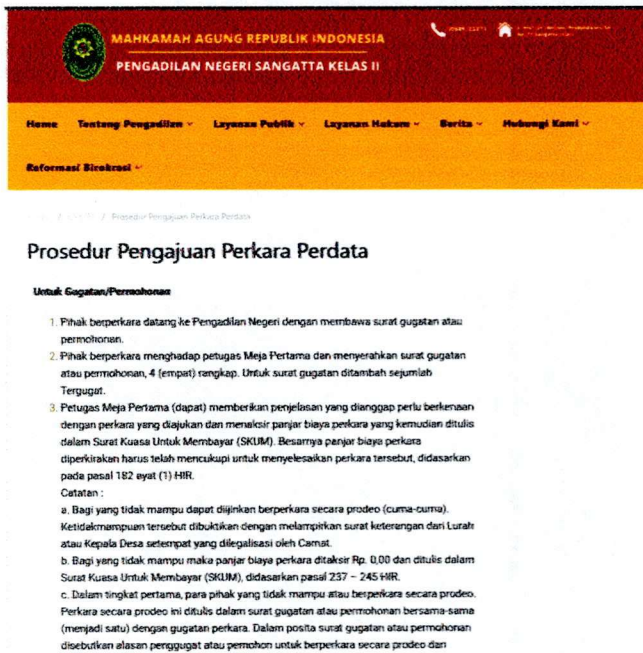 MAHKAMAH AGUNG REPUBLIK INDONESIA
PENGADILAN NEGERI SANGATTA KELAS II
Home Tentang Pengadilan Layanan Publik Layanan Hukum Berita Hubungi Kami
Reformasi Birokrasi
/ / Prosedur Pengajuan Perkara Perdata
Prosedur Pengajuan Perkara Perdata
Untuk Gugatan/Permohonan
1. Pihak berperkara datang ke Pengadilan Negeri dengan membawa surat gugatan atau
permohonan.
2. Pihak berperkara menghadap petugas Meja Pertama dan menyerahkan surat gugatan
atau permohonan, 4 (empat) rangkap. Untuk surat gugatan ditambah sejumlah
Tergugat.
3. Petugas Meja Pertama (dapat) memberikan penjelasan yang dianggap perlu berkenaan
dengan perkara yang diajukan dan menaksir panjar biaya perkara yang kemudian ditulis
dalam Surat Kuasa Untuk Membayar (SKUM). Besarnya panjar biaya perkara
diperkirakan harus telah mencukupi untuk menyelesaikan perkara tersebut, didasarkan
pada pasal 182 ayat (1) HIR.
Catatan :
a. Bagi yang tidak mampu dapat diijinkan berperkara secara prodeo (cuma-cuma).
Ketidakmampuan tersebut dibuktikan dengan melampirkan surat keterangan dari Lurah
atau Kepala Desa setempat yang dilegalisasi oleh Camat.
b. Bagi yang tidak mampu maka panjar biaya perkara ditaksir Rp. 0,00 dan ditulis dalam
Surat Kuasa Untuk Membayar (SKUM), didasarkan pasal 237 – 245 HIR.
c. Dalam tingkat pertama, para pihak yang tidak mampu atau berperkara secara prodeo.
Perkara secara prodeo ini ditulis dalam surat gugatan atau permohonan bersama-sama
(menjadi satu) dengan gugatan perkara. Dalam posita surat gugatan atau permohonan
disebutkan alasan penggugat atau pemohon untuk berperkara secara prodeo dan